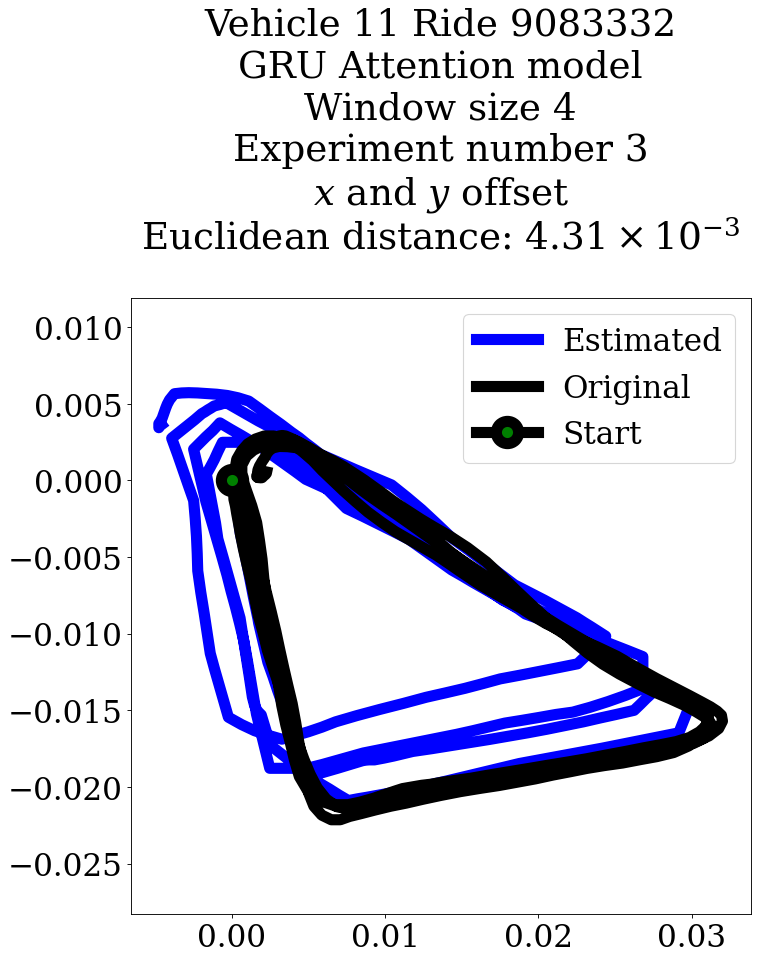 Vehicle 11 Ride 9083332
GRU Attention model
Window size 4
Experiment number 3
x and y offset
Euclidean distance: 4.31 × 10⁻³
Estimated
Original
Start
0.010
0.005
0.000
−0.005
−0.010
−0.015
−0.020
−0.025
0.00 0.01 0.02 0.03